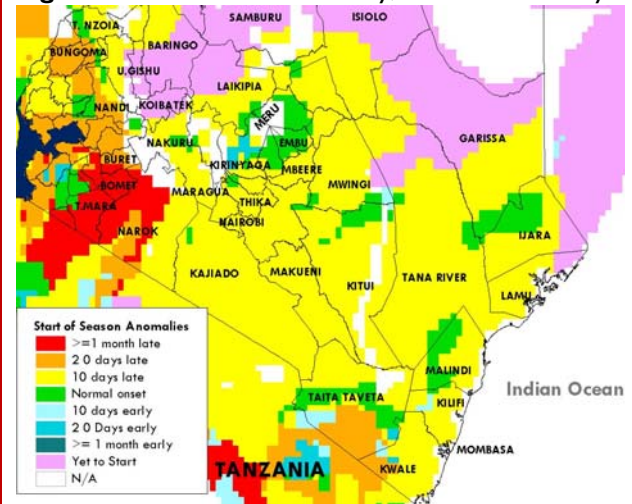 SAMBURU
ISIOLO
T. NZOIA
BARINGO
BUNGOMA
U.GISHU
LAIKIPIA
NANDI
KOIBATEK
MERU
GARISSA
NAKURU
EMBU
KIRINYAGA
BURET
MBEERE
BOMET
MARAGUA
MWINGI
T.MARA
THIKA
NAIROBI
NAROK
IJARA
KAJIADO
MAKUENI
KITUI
TANA RIVER
LAMU
MALINDI
Indian Ocean
TAITA TAVETA
KILIFI
MOMBASA
TANZANIA
KWALE
Start of Season Anomalies
>=1 month late
2 0 days late
10 days late
Normal onset
10 days early
2 0 Days early
>= 1 month early
Yet to Start
N/A